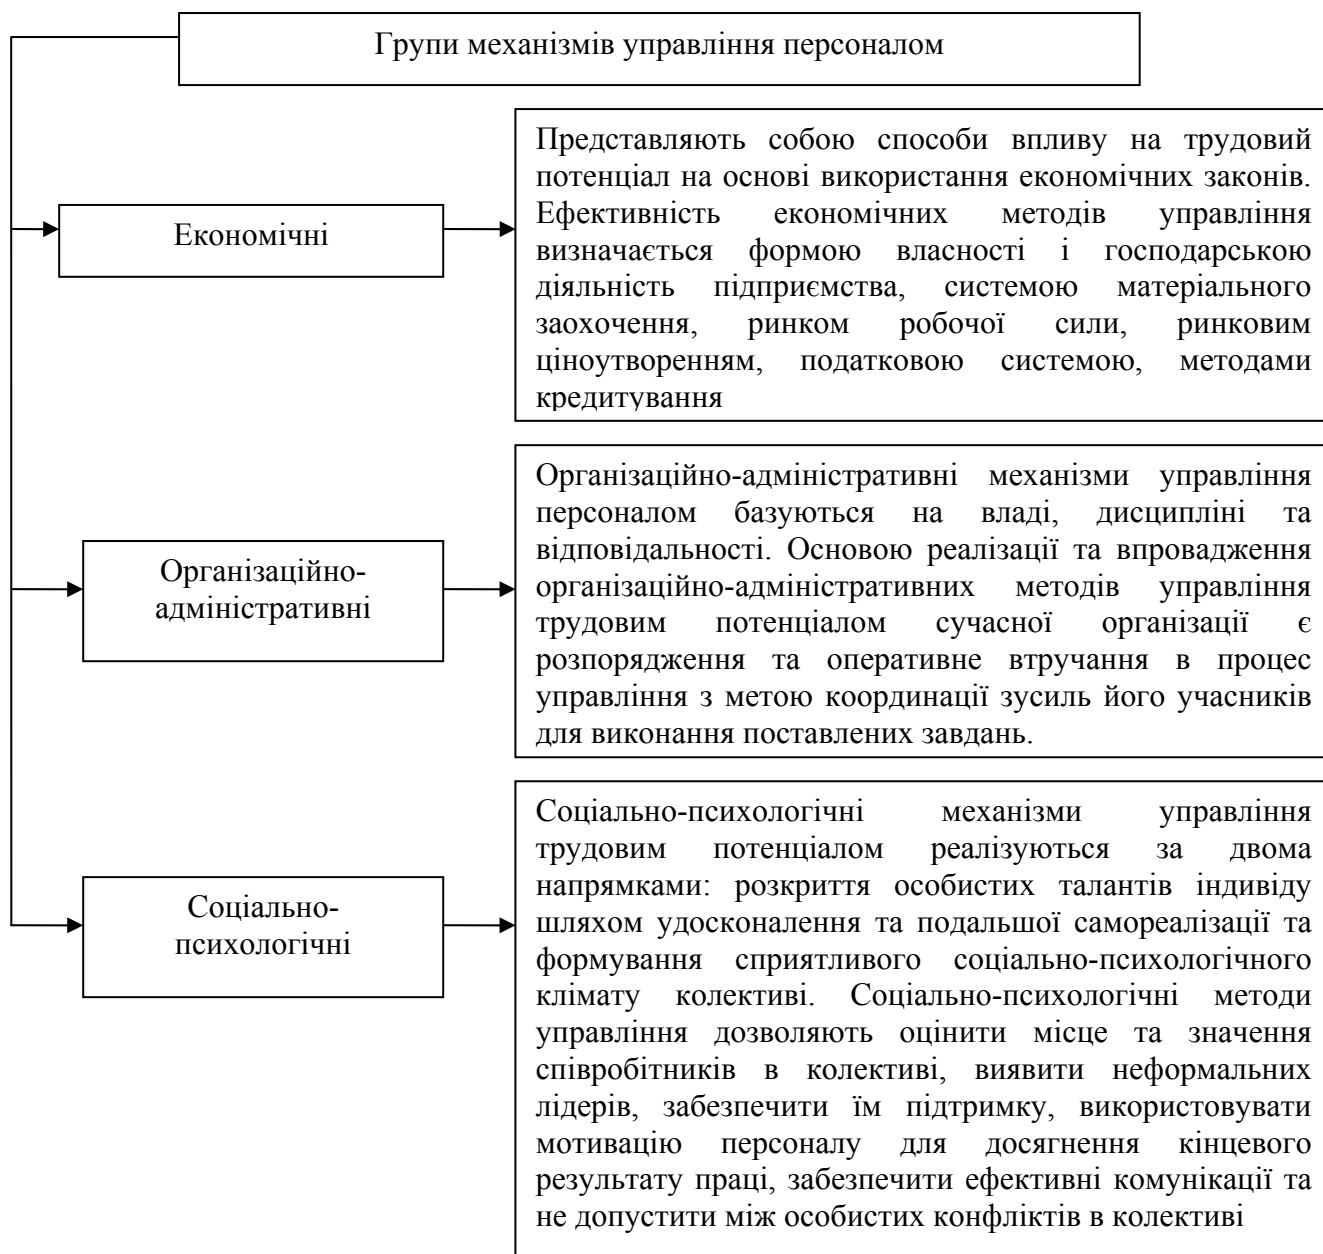 Групи механізмів управління персоналом
Економічні
Представляють собою способи впливу на трудовий
потенціал на основі використання економічних законів.
Ефективність економічних методів управління
визначається формою власності і господарською
діяльність підприємства, системою матеріального
заохочення, ринком робочої сили, ринковим
ціноутворенням, податковою системою, методами
кредитування
Організаційно-
адміністративні
Організаційно-адміністративні механізми управління
персоналом базуються на владі, дисципліні та
відповідальності. Основою реалізації та впровадження
організаційно-адміністративних методів управління
трудовим потенціалом сучасної організації є
розпорядження та оперативне втручання в процес
управління з метою координації зусиль його учасників
для виконання поставлених завдань.
Соціально-
психологічні
Соціально-психологічні механізми управління
трудовим потенціалом реалізуються за двома
напрямками: розкриття особистих талантів індивіду
шляхом удосконалення та подальшої самореалізації та
формування сприятливого соціально-психологічного
клімату колективі. Соціально-психологічні методи
управління дозволяють оцінити місце та значення
співробітників в колективі, виявити неформальних
лідерів, забезпечити їм підтримку, використовувати
мотивацію персоналу для досягнення кінцевого
результату праці, забезпечити ефективні комунікації та
не допустити між особистих конфліктів в колективі